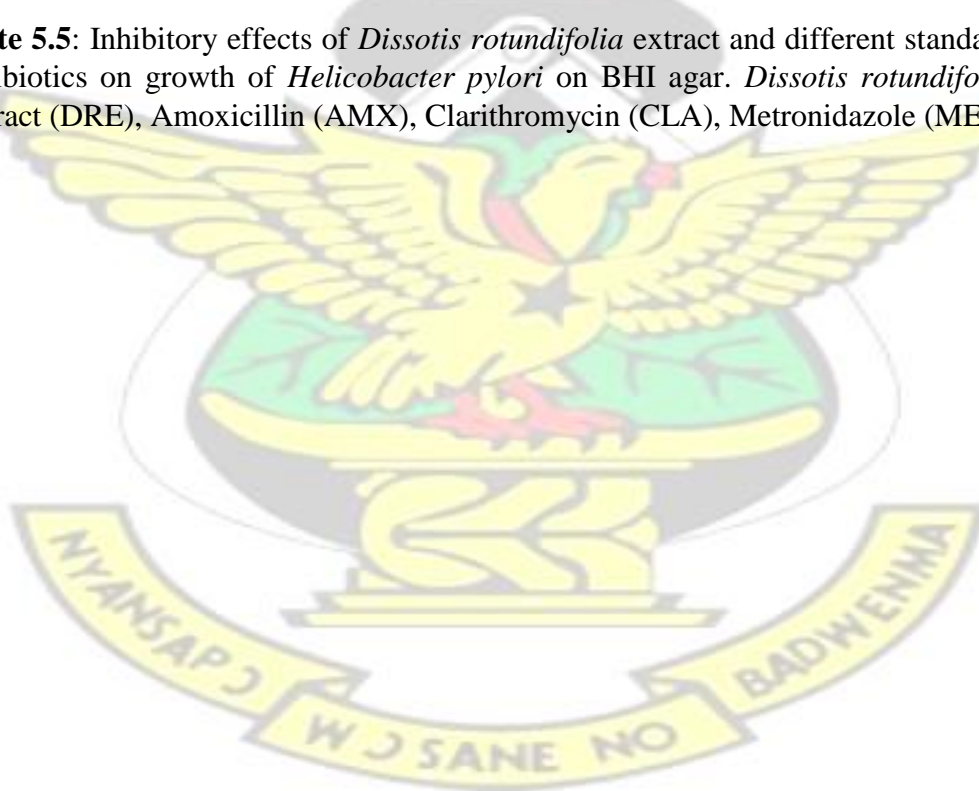 te 5.5: Inhibitory effects of Dissotis rotundifolia extract and different standa
biotics on growth of Helicobacter pylori on BHI agar. Dissotis rotundifo
ract (DRE), Amoxicillin (AMX), Clarithromycin (CLA), Metronidazole (ME
NYANSAPƆ
WƆ SANE NO
BADWENMA